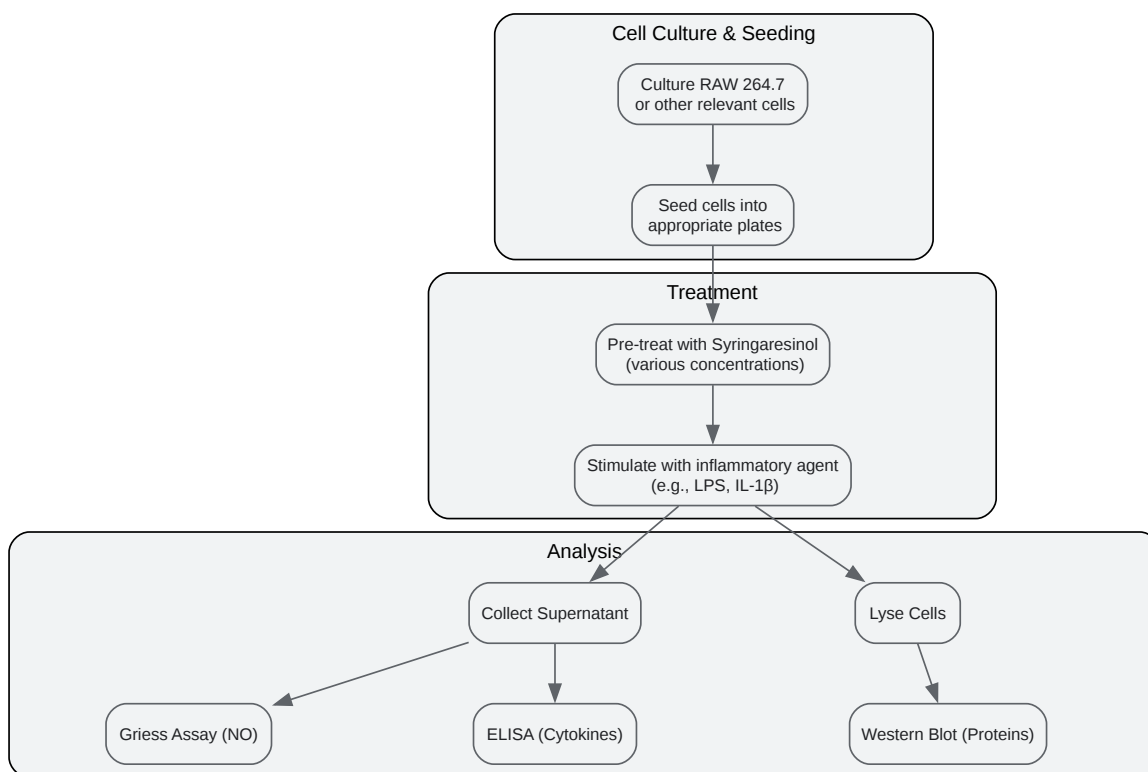 Cell Culture & Seeding
Culture RAW 264.7
or other relevant cells
Seed cells into
appropriate plates
Treatment
Pre-treat with Syringaresinol
(various concentrations)
Stimulate with inflammatory agent
(e.g., LPS, IL-1β)
Analysis
Collect Supernatant
Lyse Cells
Griess Assay (NO)
ELISA (Cytokines)
Western Blot (Proteins)